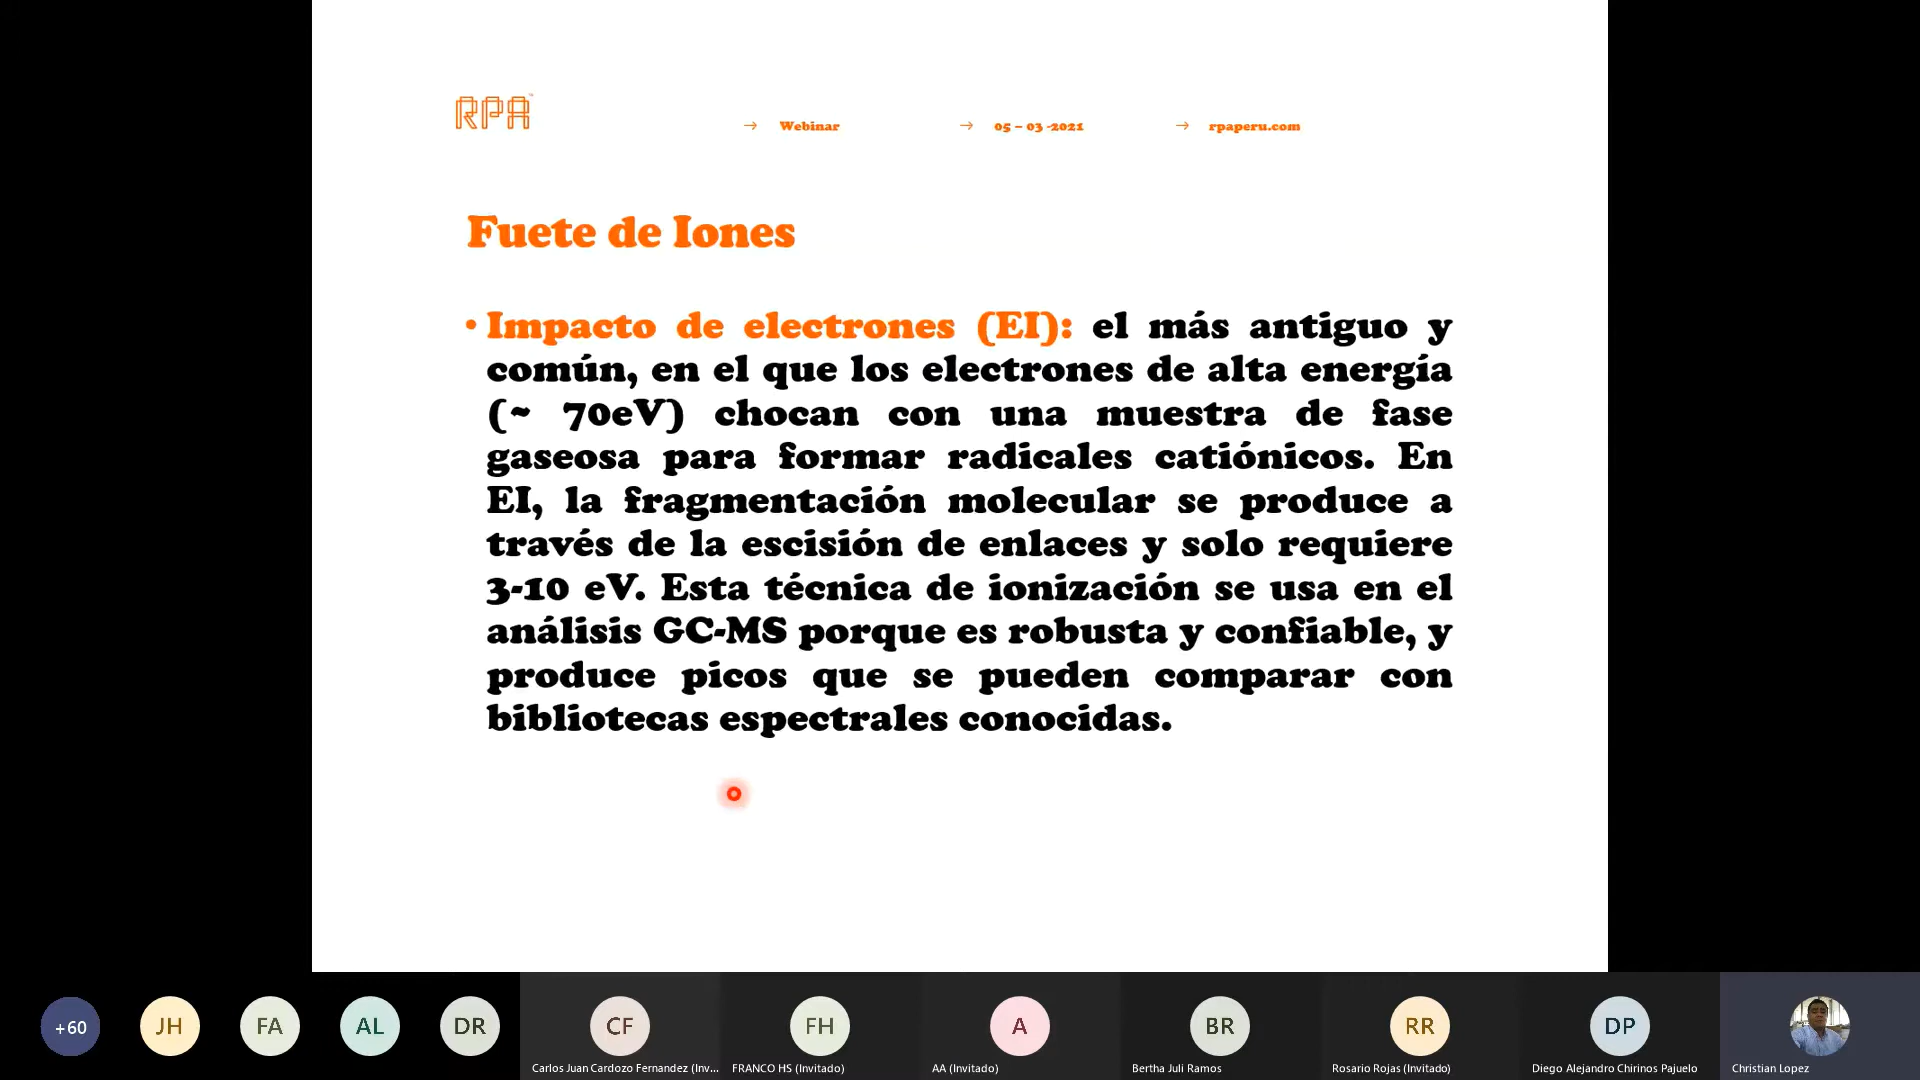 RPA™
→ Webinar → 05 – 03 -2021 → rpaperu.com
Fuete de Iones
• Impacto de electrones (EI): el más antiguo y
común, en el que los electrones de alta energía
(~ 70eV) chocan con una muestra de fase
gaseosa para formar radicales catiónicos. En
EI, la fragmentación molecular se produce a
través de la escisión de enlaces y solo requiere
3-10 eV. Esta técnica de ionización se usa en el
análisis GC-MS porque es robusta y confiable, y
produce picos que se pueden comparar con
bibliotecas espectrales conocidas.
+60 JH FA AL DR CF FH A BR RR DP
Carlos Juan Cardozo Fernandez (Inv... FRANCO HS (Invitado) AA (Invitado) Bertha Juli Ramos Rosario Rojas (Invitado) Diego Alejandro Chirinos Pajuelo Christian Lopez